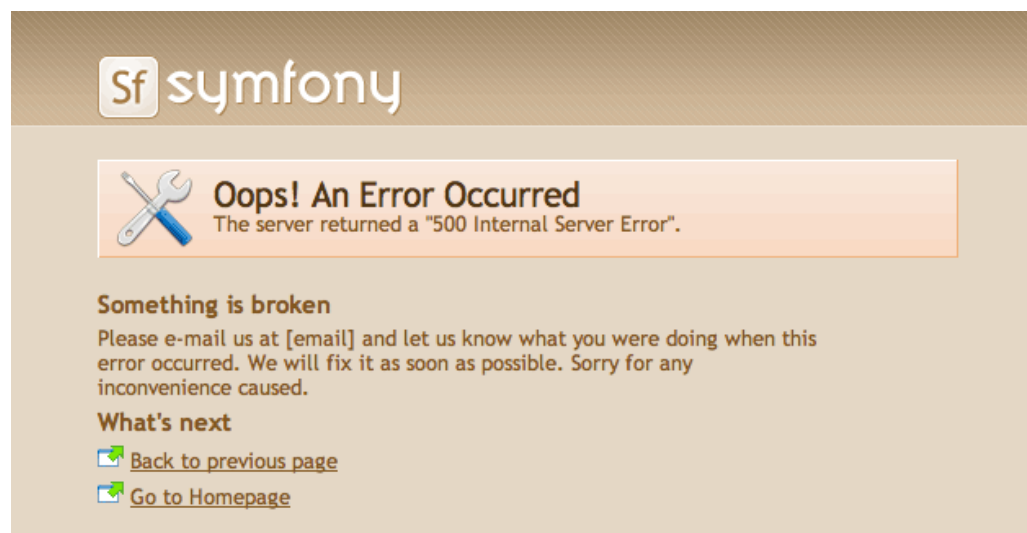 Sf symfony
Oops! An Error Occurred
The server returned a "500 Internal Server Error".
Something is broken
Please e-mail us at [email] and let us know what you were doing when this
error occurred. We will fix it as soon as possible. Sorry for any
inconvenience caused.
What's next
Back to previous page
Go to Homepage